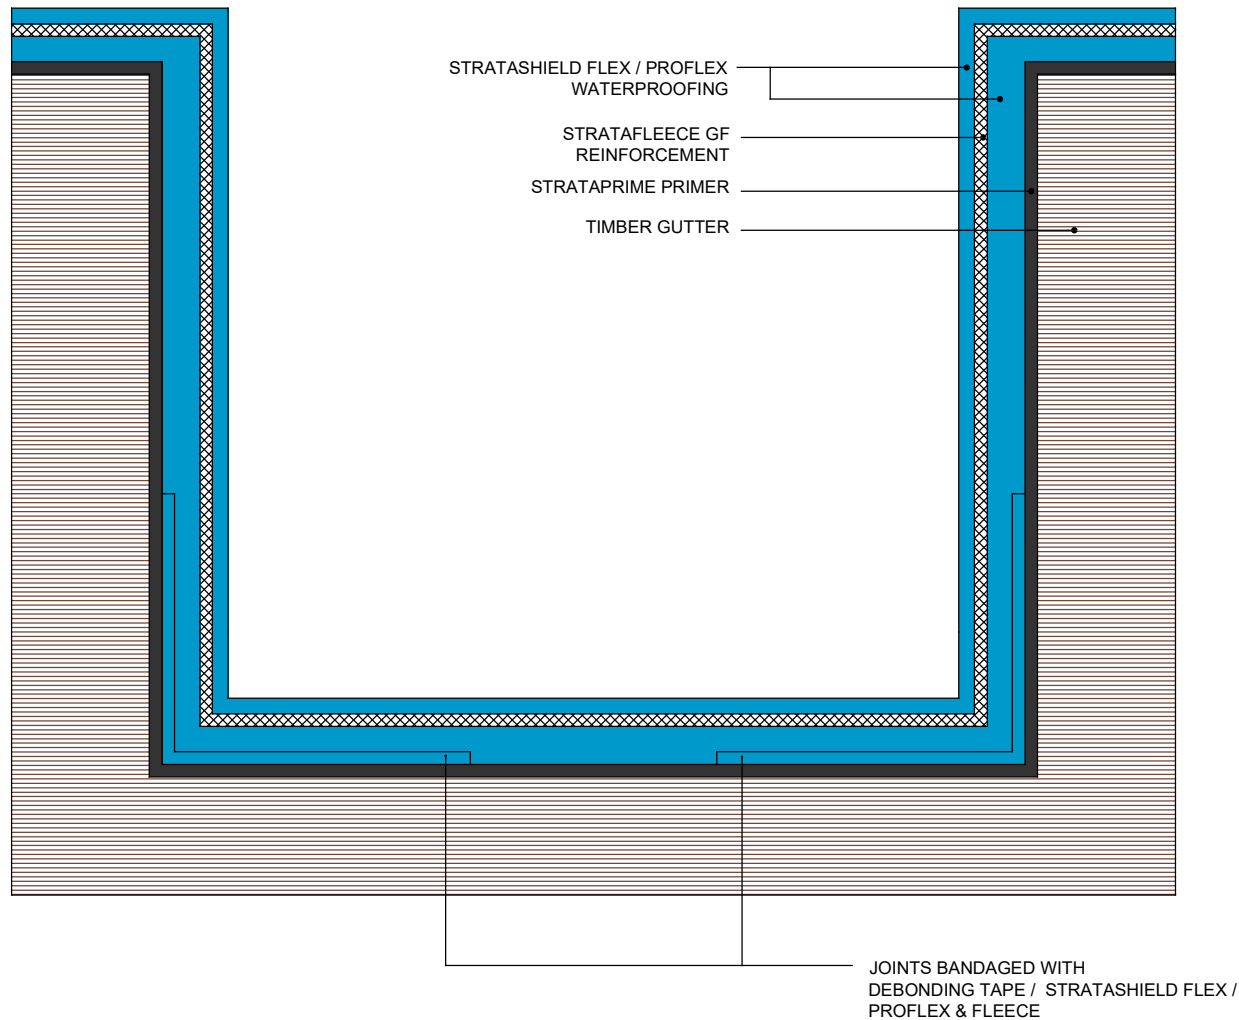 STRATASHIELD FLEX / PROFLEX
WATERPROOFING
STRATAFLEECE GF
REINFORCEMENT
STRATAPRIME PRIMER
TIMBER GUTTER
JOINTS BANDAGED WITH
DEBONDING TAPE / STRATASHIELD FLEX /
PROFLEX & FLEECE